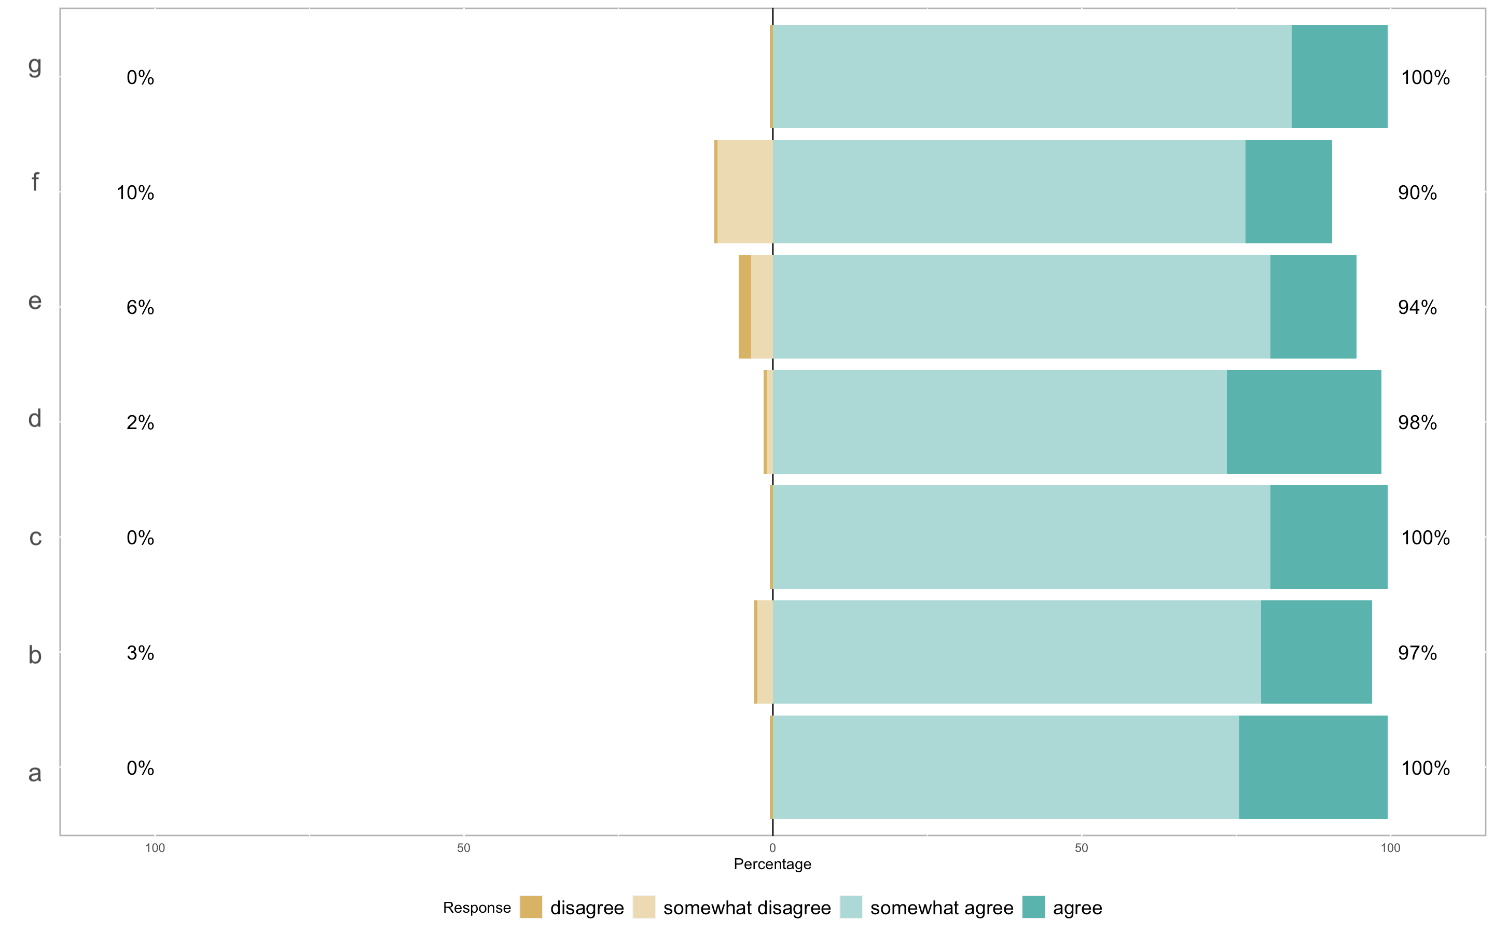 g 0% 100%
f 10% 90%
e 6% 94%
d 2% 98%
c 0% 100%
b 3% 97%
a 0% 100%
100 50 0 50 100
Percentage
Response disagree somewhat disagree somewhat agree agree